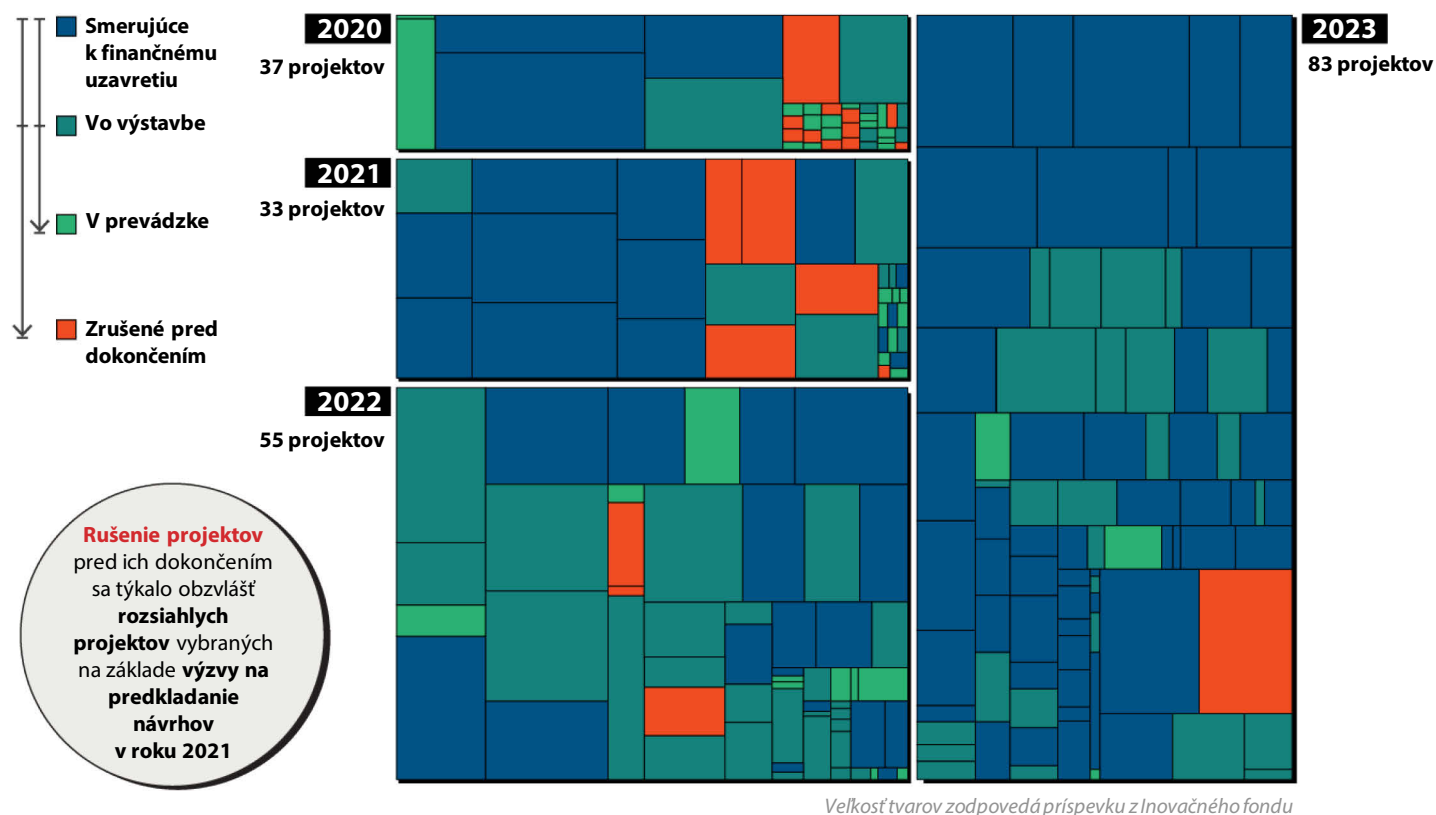 Smerujúce
k finančnému
uzavretiu
Vo výstavbe
V prevádzke
Zrušené pred
dokončením
2020
37 projektov
2021
33 projektov
2022
55 projektov
2023
83 projektov
Rušenie projektov
pred ich dokončením
sa týkalo obzvlášť
rozsiahlych
projektov vybraných
na základe výzvy na
predkladanie
návrhov
v roku 2021
Veľkosť tvarov zodpovedá príspevku z Inovačného fondu